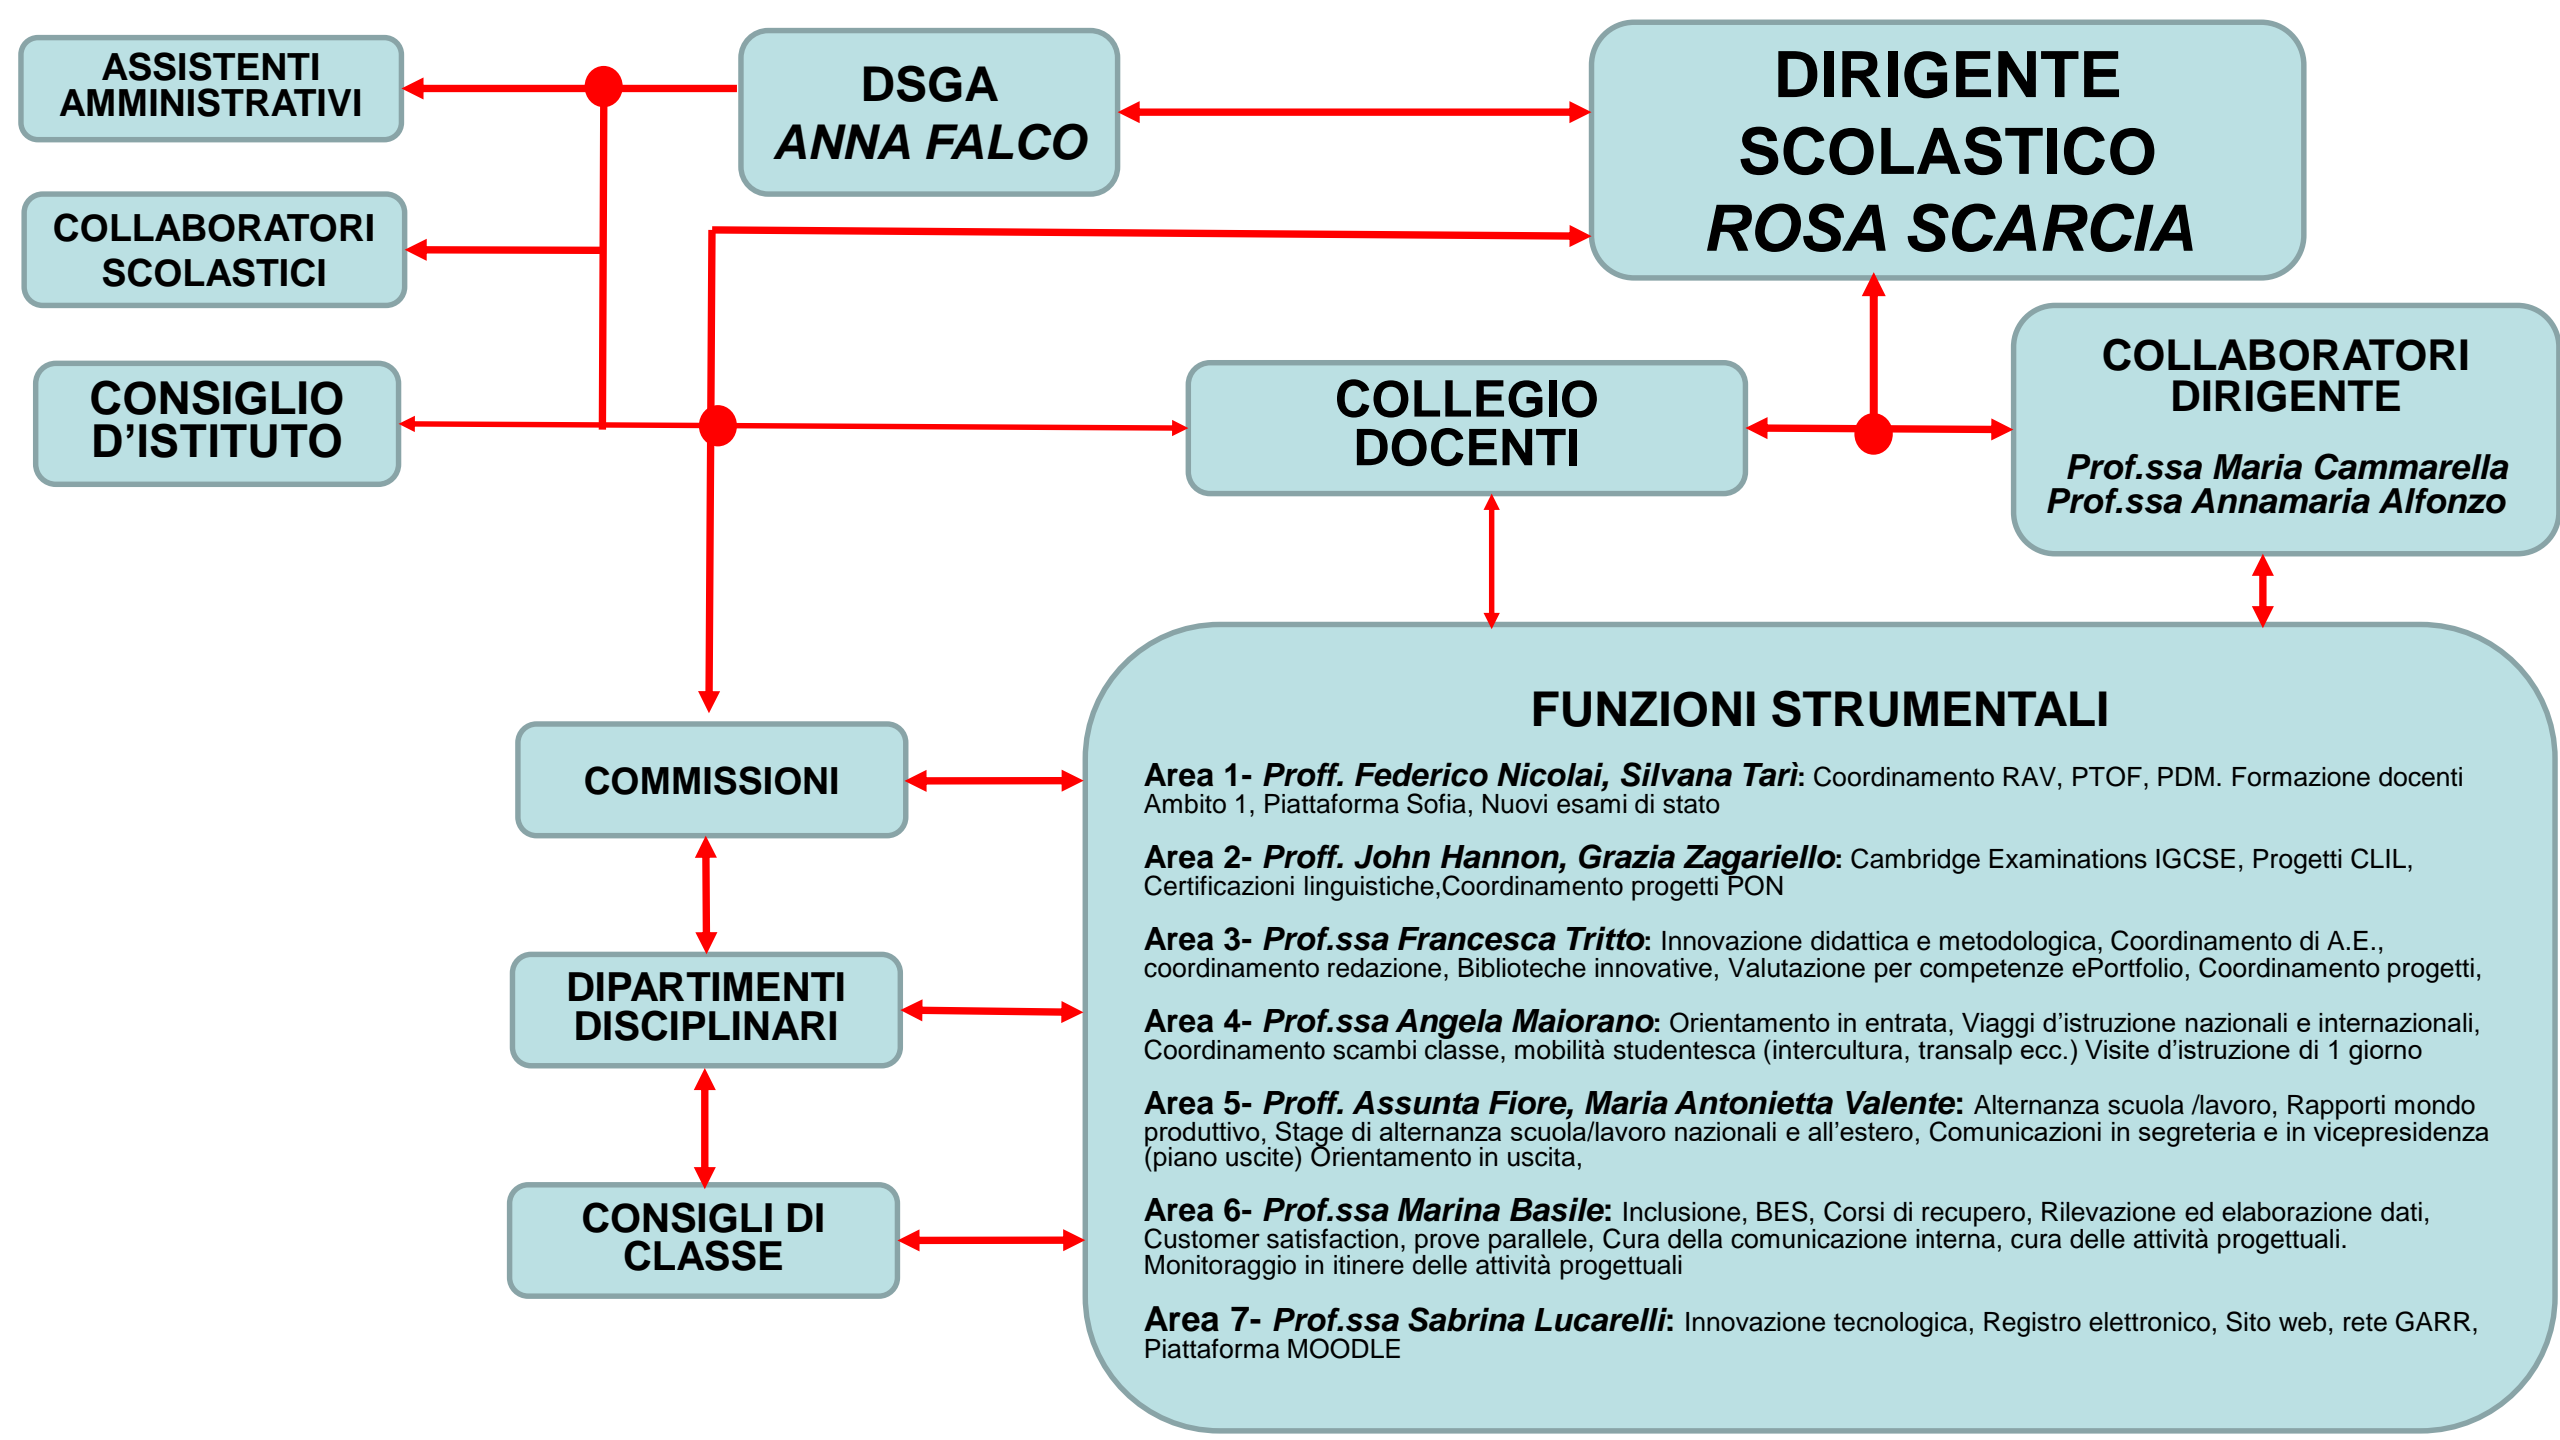 ASSISTENTI
AMMINISTRATIVI
DSGA
ANNA FALCO
DIRIGENTE
SCOLASTICO
ROSA SCARCIA
COLLABORATORI
SCOLASTICI
CONSIGLIO
D’ISTITUTO
COLLEGIO
DOCENTI
COLLABORATORI
DIRIGENTE
Prof.ssa Maria Cammarella
Prof.ssa Annamaria Alfonzo
COMMISSIONI
DIPARTIMENTI
DISCIPLINARI
CONSIGLI DI
CLASSE
FUNZIONI STRUMENTALI
Area 1- Proff. Federico Nicolai, Silvana Tarì: Coordinamento RAV, PTOF, PDM. Formazione docenti
Ambito 1, Piattaforma Sofia, Nuovi esami di stato
Area 2- Proff. John Hannon, Grazia Zagariello: Cambridge Examinations IGCSE, Progetti CLIL,
Certificazioni linguistiche,Coordinamento progetti PON
Area 3- Prof.ssa Francesca Tritto: Innovazione didattica e metodologica, Coordinamento di A.E.,
coordinamento redazione, Biblioteche innovative, Valutazione per competenze ePortfolio, Coordinamento progetti,
Area 4- Prof.ssa Angela Maiorano: Orientamento in entrata, Viaggi d’istruzione nazionali e internazionali,
Coordinamento scambi classe, mobilità studentesca (intercultura, transalp ecc.) Visite d’istruzione di 1 giorno
Area 5- Proff. Assunta Fiore, Maria Antonietta Valente: Alternanza scuola /lavoro, Rapporti mondo
produttivo, Stage di alternanza scuola/lavoro nazionali e all’estero, Comunicazioni in segreteria e in vicepresidenza
(piano uscite) Orientamento in uscita,
Area 6- Prof.ssa Marina Basile: Inclusione, BES, Corsi di recupero, Rilevazione ed elaborazione dati,
Customer satisfaction, prove parallele, Cura della comunicazione interna, cura delle attività progettuali.
Monitoraggio in itinere delle attività progettuali
Area 7- Prof.ssa Sabrina Lucarelli: Innovazione tecnologica, Registro elettronico, Sito web, rete GARR,
Piattaforma MOODLE